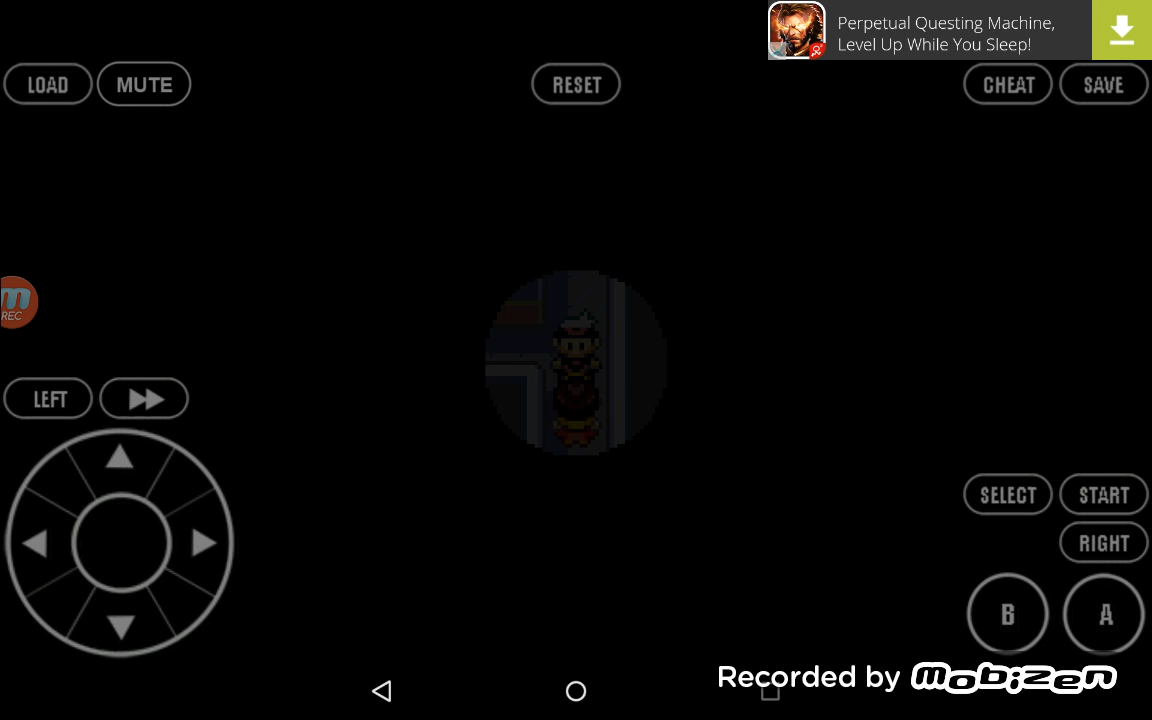 Perpetual Questing Machine,
Level Up While You Sleep!
LOAD
MUTE
RESET
CHEAT
SAVE
m
REC
LEFT
SELECT
START
RIGHT
B
A
Recorded by mobizen